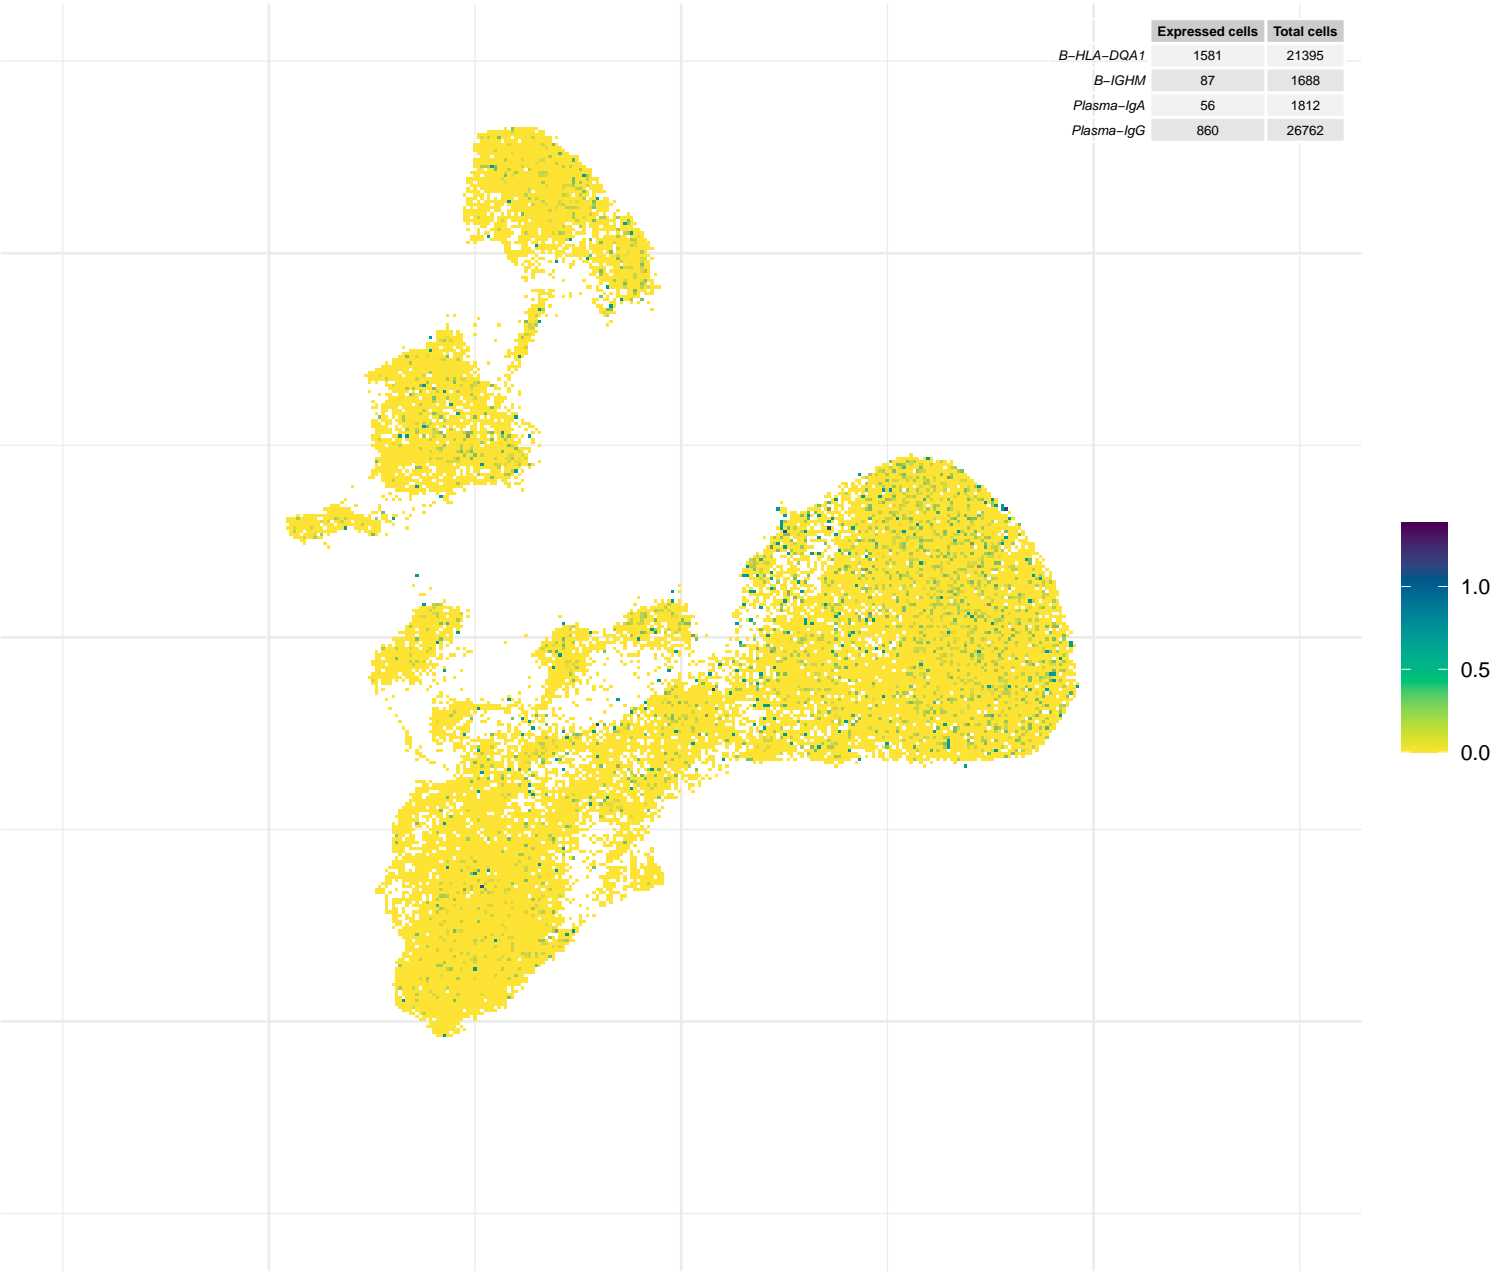 Expressed cells Total cells
B−HLA−DQA1 1581 21395
B−IGHM 87 1688
Plasma−IgA 56 1812
Plasma−IgG 860 26762
1.0
0.5
0.0